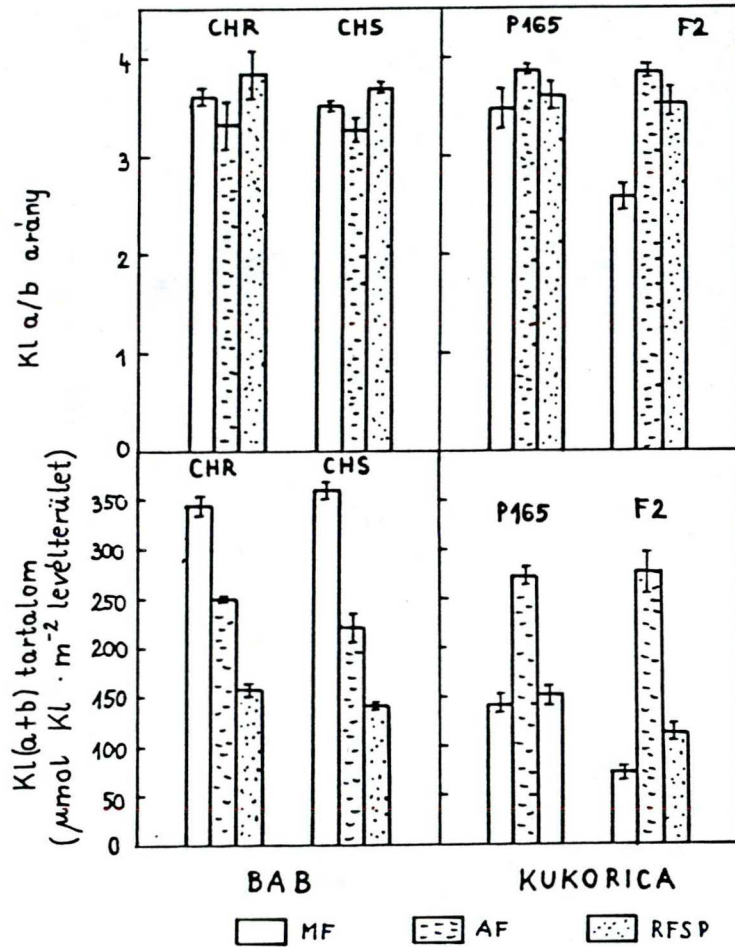 CHR CHS P165 F2
4
3
2
1
0
Kl a/b arány
CHR CHS P165 F2
350
300
250
200
150
100
50
0
Kl(a+b) tartalom
(μmol Kl · m⁻² levélterület)
BAB KUKORICA
MF AF RFSP